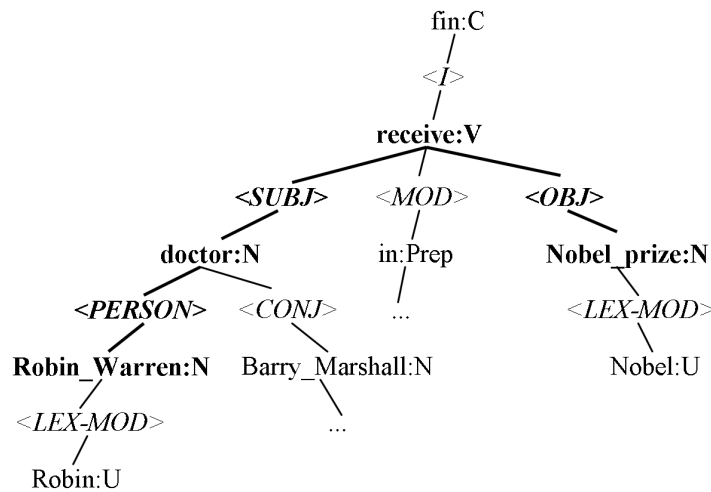 fin:C
<I>
receive:V
<SUBJ> <MOD> <OBJ>
doctor:N in:Prep Nobel_prize:N
<PERSON> <CONJ> ... <LEX-MOD>
Robin_Warren:N Barry_Marshall:N Nobel:U
<LEX-MOD> ...
Robin:U